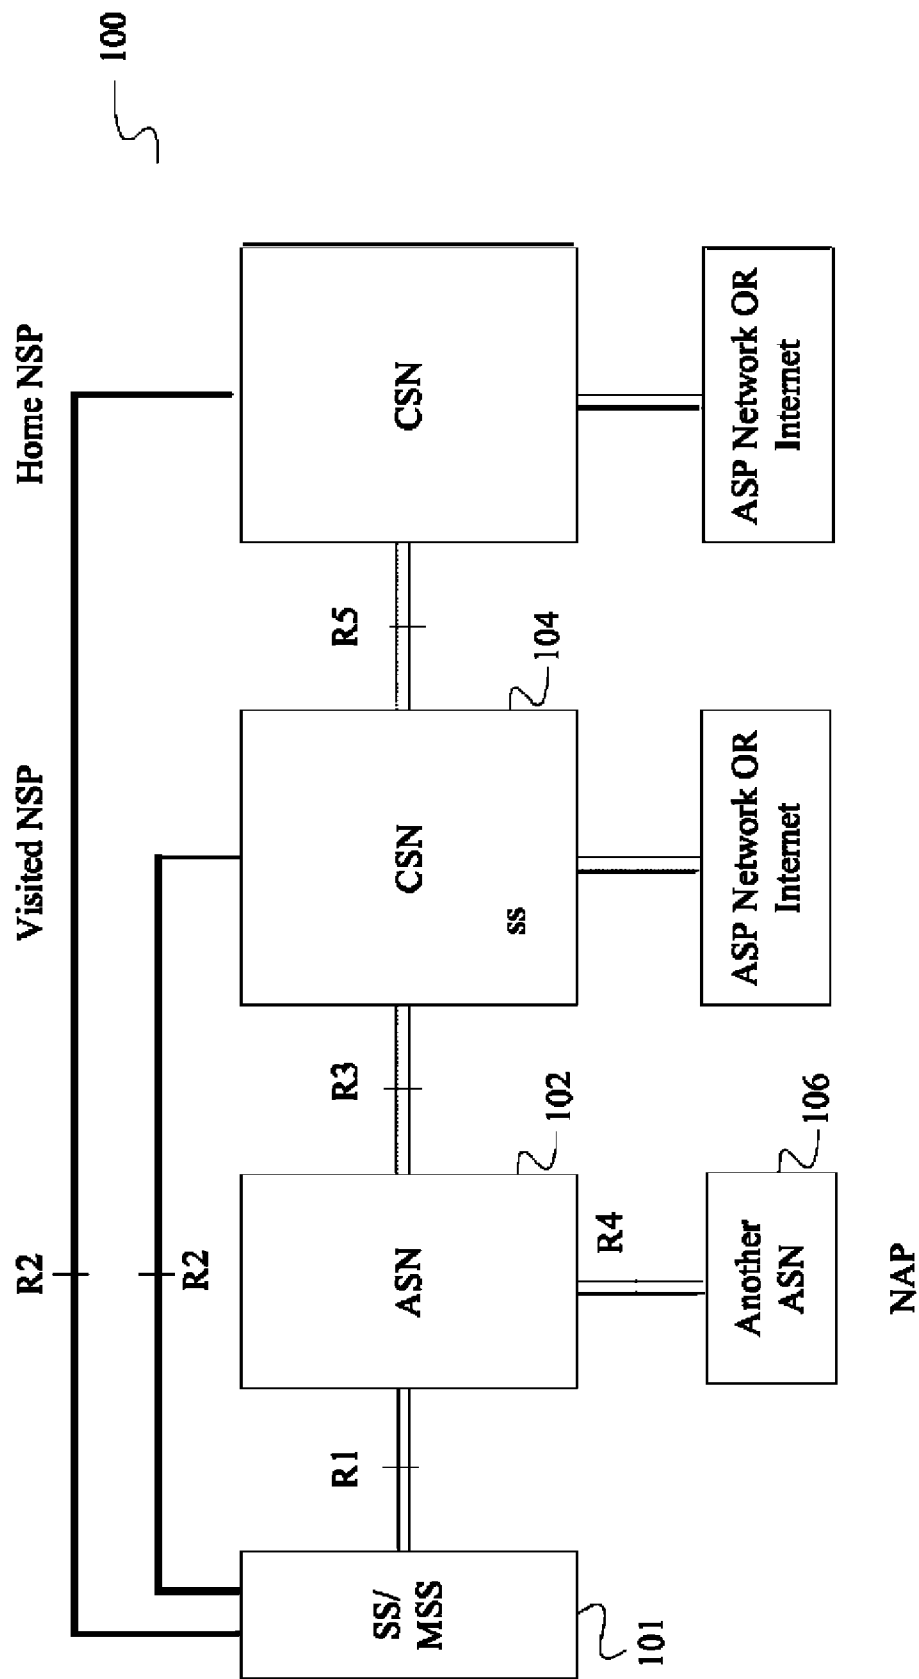 100
Visited NSP
Home NSP
R2
R2
SS/
MSS
101
R1
ASN
102
R3
CSN
ss
104
R5
CSN
R4
Another
ASN
106
NAP
ASP Network OR
Internet
ASP Network OR
Internet